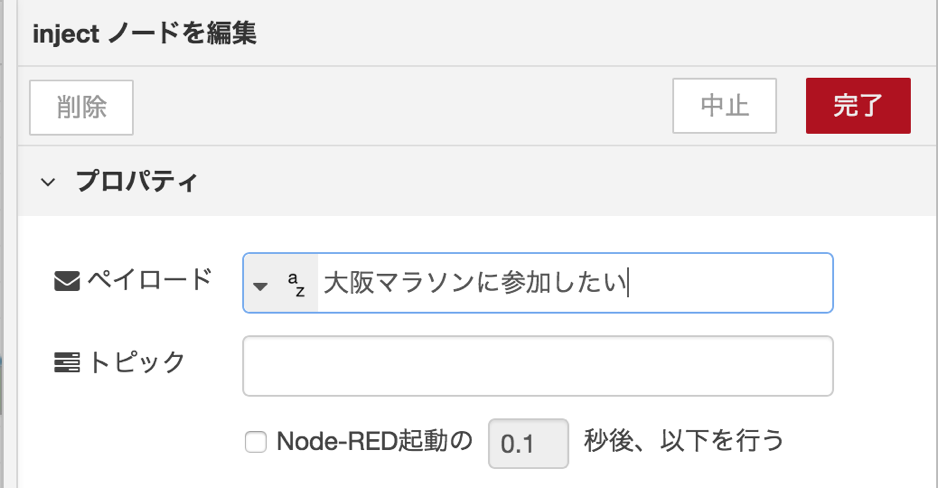 inject ノードを編集
削除 中止 完了
プロパティ
ペイロード az 大阪マラソンに参加したい
トピック
Node-RED起動の 0.1 秒後、以下を行う